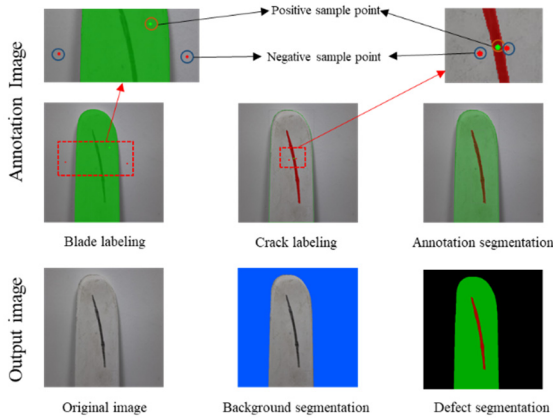 Positive sample point
Negative sample point
Annotation Image
Blade labeling
Crack labeling
Annotation segmentation
Output image
Original image
Background segmentation
Defect segmentation